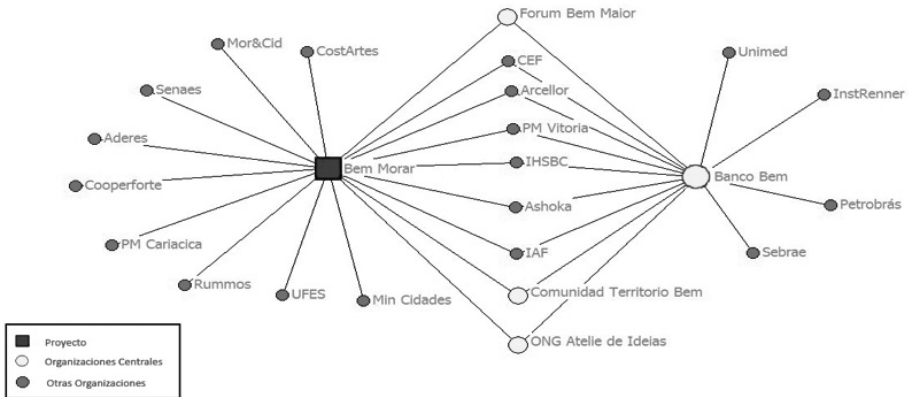 Forum Bem Maior
Mor&Cid
CostArtes
Unimed
CEF
Senaes
Arcellor
InstRenner
PM Vitoria
Aderes
IHSBC
Bem Morar
Banco Bem
Cooperforte
Ashoka
Petrobrás
PM Cariacica
IAF
Sebrae
Rummos
UFES
Min Cidades
Comunidad Territorio Bem
ONG Atelie de Ideias
Proyecto
Organizaciones Centrales
Otras Organizaciones